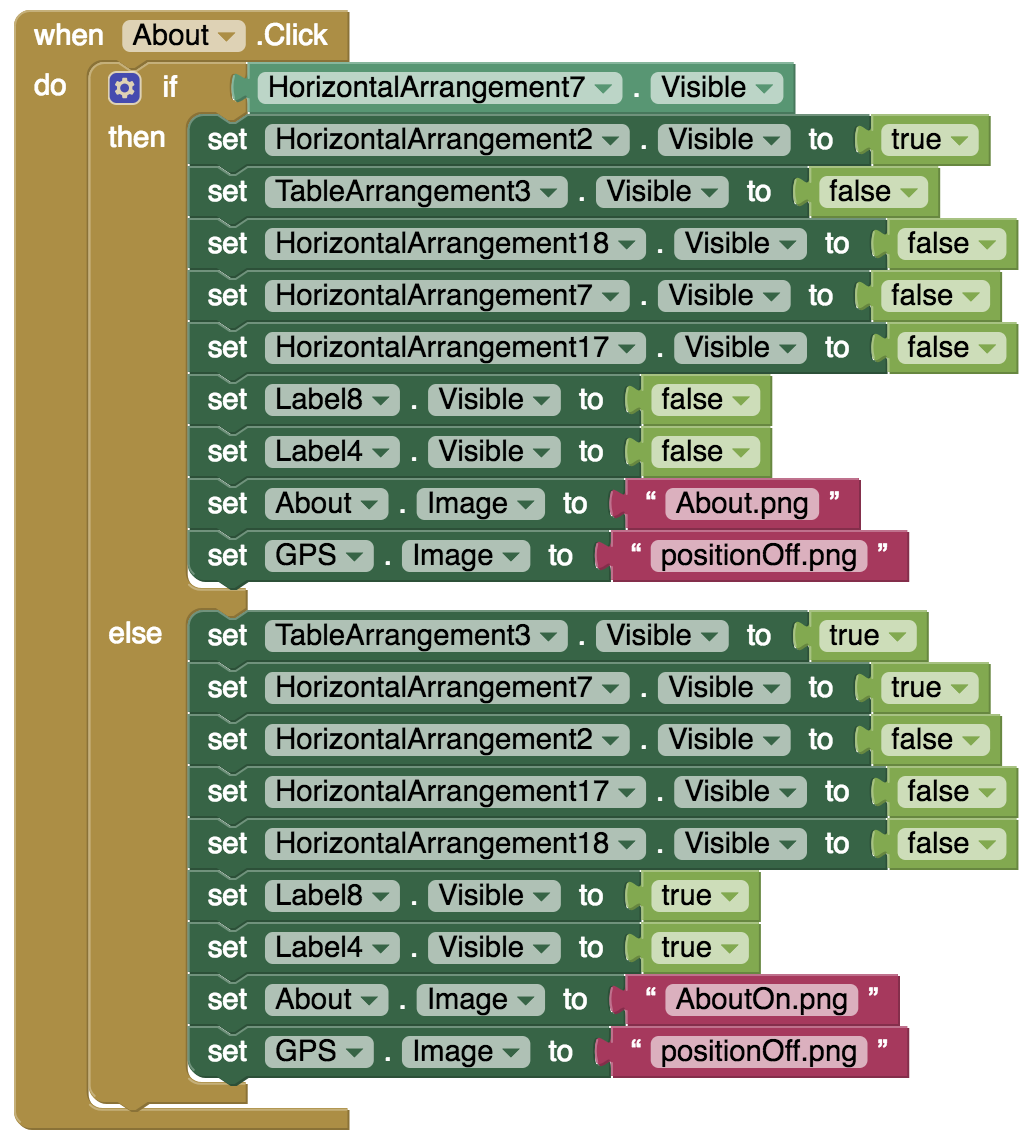 when About .Click
do if HorizontalArrangement7 . Visible
then set HorizontalArrangement2 . Visible to true
set TableArrangement3 . Visible to false
set HorizontalArrangement18 . Visible to false
set HorizontalArrangement7 . Visible to false
set HorizontalArrangement17 . Visible to false
set Label8 . Visible to false
set Label4 . Visible to false
set About . Image to “ About.png ”
set GPS . Image to “ positionOff.png ”
else set TableArrangement3 . Visible to true
set HorizontalArrangement7 . Visible to true
set HorizontalArrangement2 . Visible to false
set HorizontalArrangement17 . Visible to false
set HorizontalArrangement18 . Visible to false
set Label8 . Visible to true
set Label4 . Visible to true
set About . Image to “ AboutOn.png ”
set GPS . Image to “ positionOff.png ”